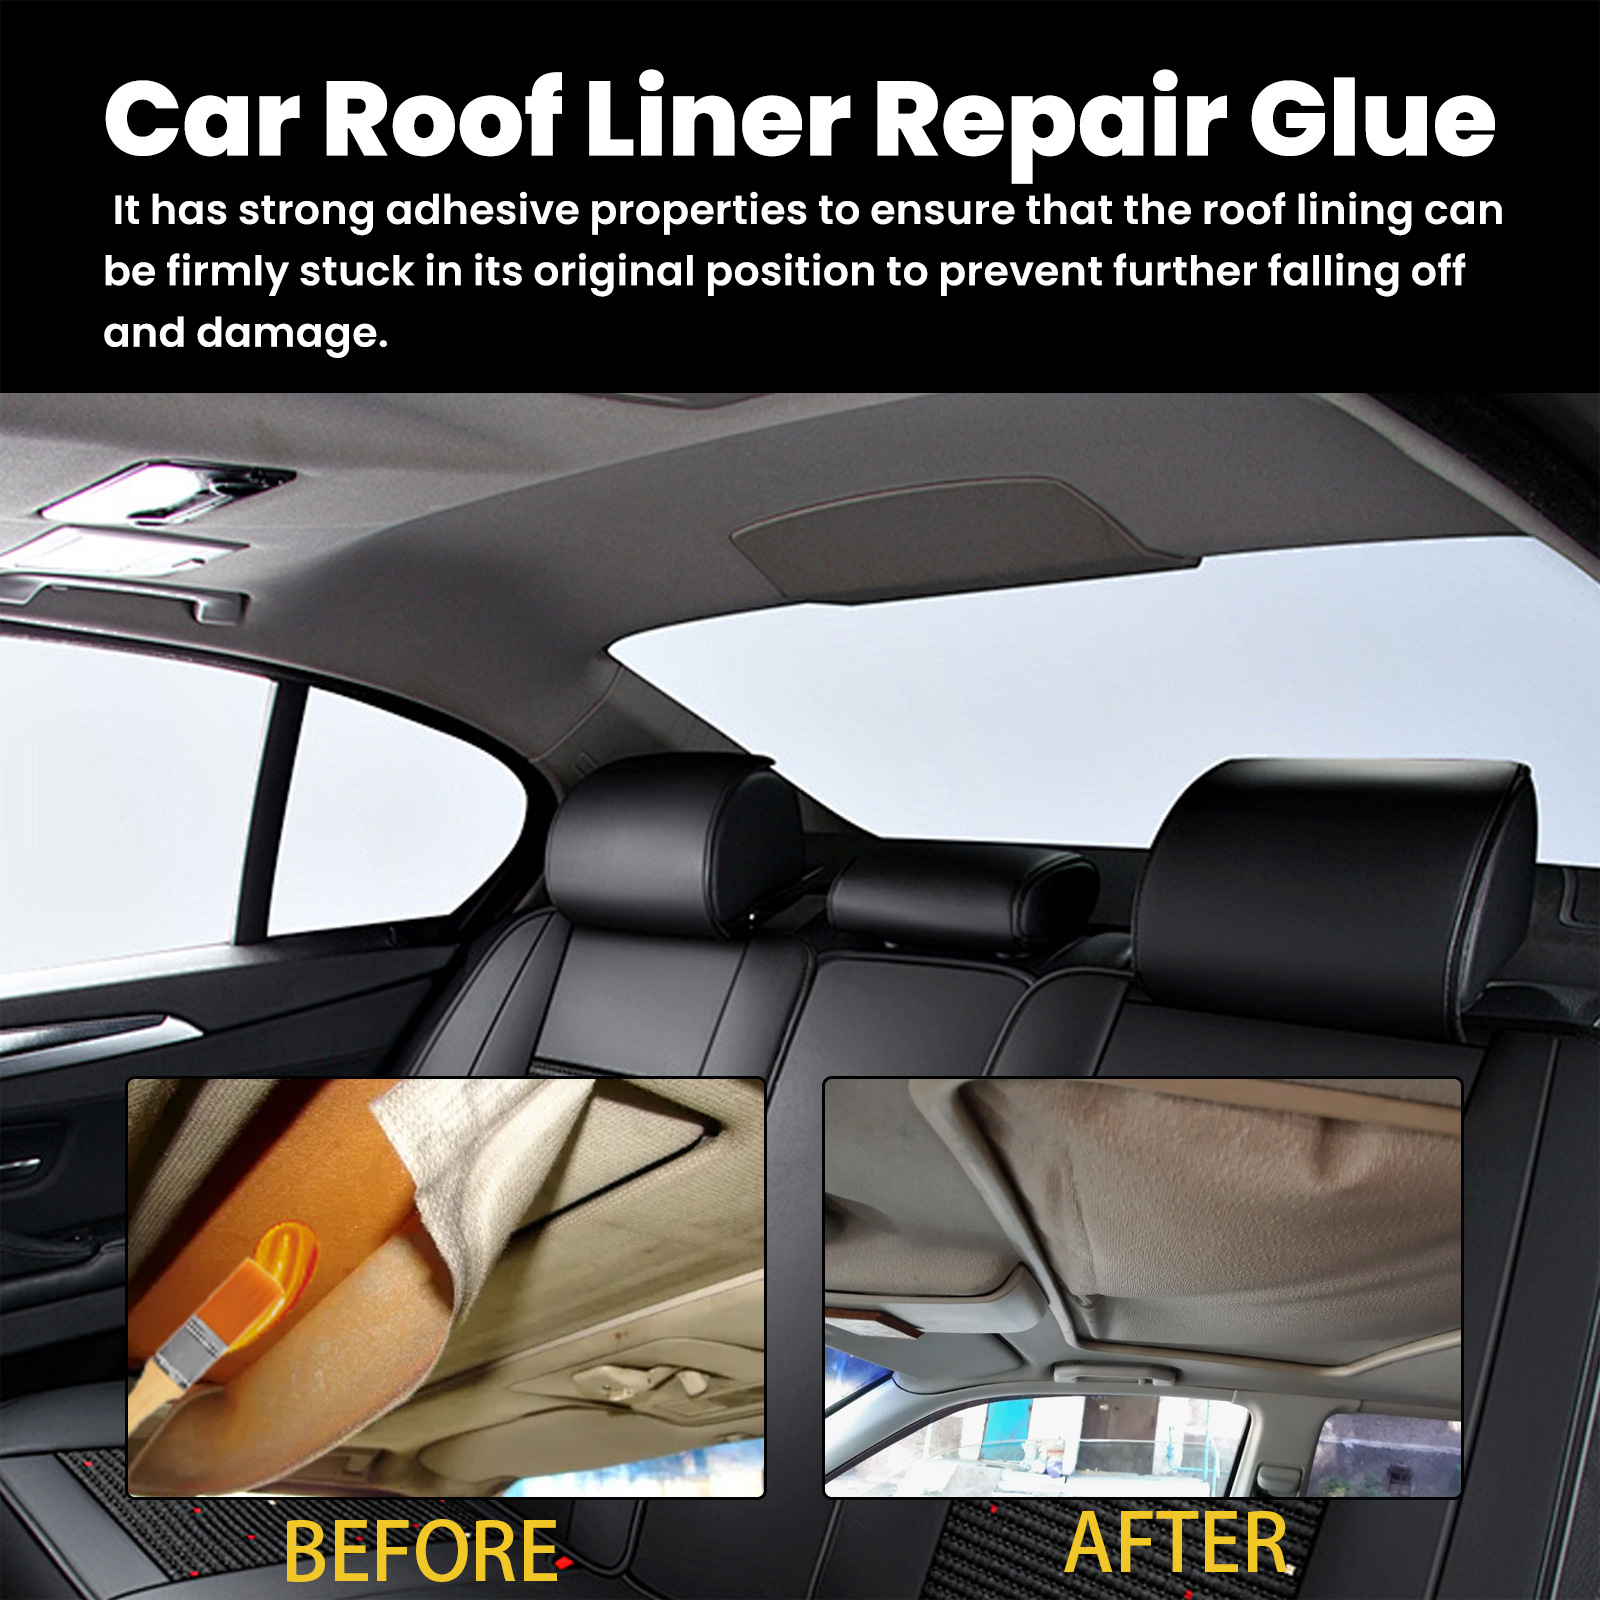 Car Roof Liner Repair Glue
It has strong adhesive properties to ensure that the roof lining can
be firmly stuck in its original position to prevent further falling off
and damage.
BEFORE
AFTER